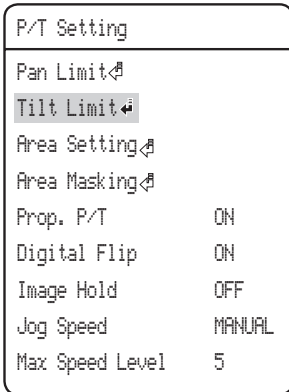 P/T Setting
Pan Limit↲
Tilt Limit↲
Area Setting↲
Area Masking↲
Prop. P/T ON
Digital Flip ON
Image Hold OFF
Jog Speed MANUAL
Max Speed Level 5